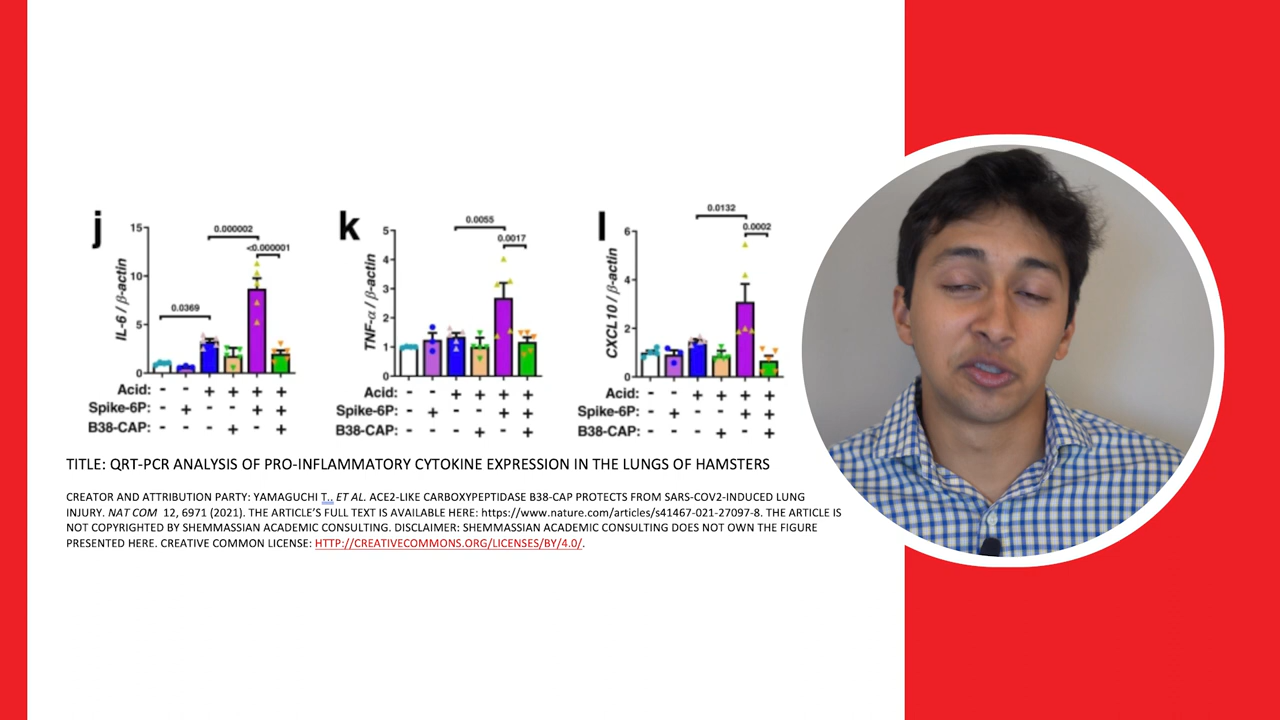 j
k
l
15
10
5
0
IL-6 / β-actin
0.0369
0.000002
<0.000001
5
4
3
2
1
0
TNF-α / β-actin
0.0055
0.0017
6
4
2
0
CXCL10 / β-actin
0.0132
0.0002
Acid: - - + + + +
Spike-6P: - + - - + +
B38-CAP: - - - + - +
Acid: - - + + + +
Spike-6P: - + - - + +
B38-CAP: - - - + - +
Acid: - - + + + +
Spike-6P: - + - - + +
B38-CAP: - - - + - +
TITLE: QRT-PCR ANALYSIS OF PRO-INFLAMMATORY CYTOKINE EXPRESSION IN THE LUNGS OF HAMSTERS
CREATOR AND ATTRIBUTION PARTY: YAMAGUCHI T., ET AL. ACE2-LIKE CARBOXYPEPTIDASE B38-CAP PROTECTS FROM SARS-COV2-INDUCED LUNG
INJURY. NAT COM 12, 6971 (2021). THE ARTICLE'S FULL TEXT IS AVAILABLE HERE: https://www.nature.com/articles/s41467-021-27097-8. THE ARTICLE IS
NOT COPYRIGHTED BY SHEMMASSIAN ACADEMIC CONSULTING. DISCLAIMER: SHEMMASSIAN ACADEMIC CONSULTING DOES NOT OWN THE FIGURE
PRESENTED HERE. CREATIVE COMMON LICENSE: HTTP://CREATIVECOMMONS.ORG/LICENSES/BY/4.0/.